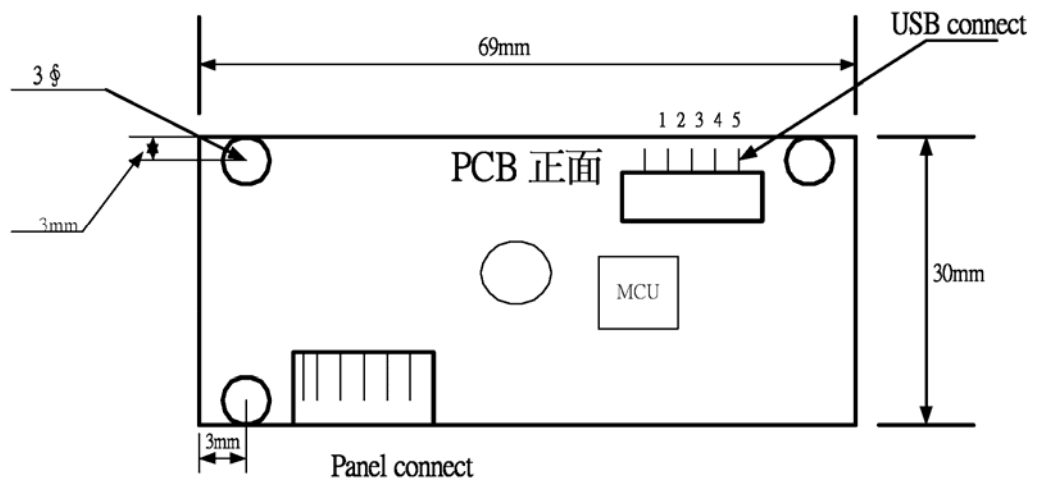 USB connect
69mm
3 ∮
1 2 3 4 5
PCB 正面
3mm
30mm
MCU
3mm
Panel connect